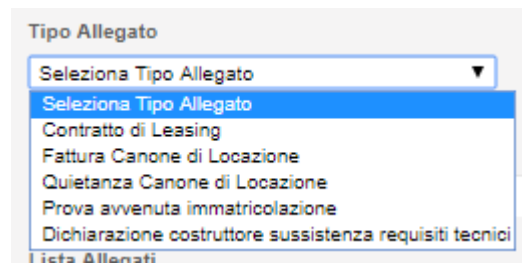 Tipo Allegato
Seleziona Tipo Allegato
Seleziona Tipo Allegato
Contratto di Leasing
Fattura Canone di Locazione
Quietanza Canone di Locazione
Prova avvenuta immatricolazione
Dichiarazione costruttore sussistenza requisiti tecnici
Lista Allegati